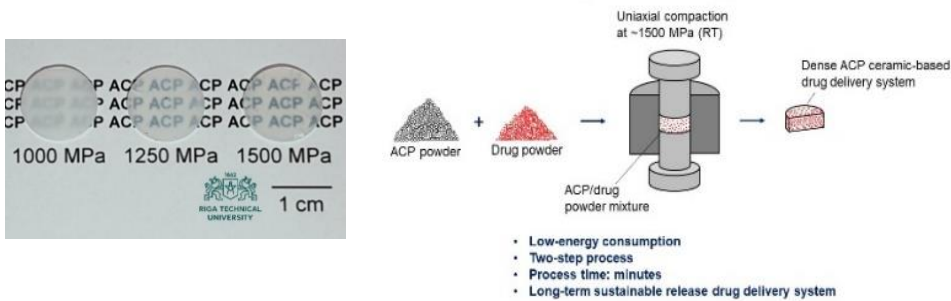 CP ACP ACP ACP ACP ACP ACP
CP ACP ACP ACP ACP ACP ACP
CP ACP ACP ACP ACP ACP ACP
1000 MPa 1250 MPa 1500 MPa
1862
RIGA TECHNICAL
UNIVERSITY
1 cm
Uniaxial compaction
at ~1500 MPa (RT)
Dense ACP ceramic-based
drug delivery system
+
ACP powder
Drug powder
ACP/drug
powder mixture
• Low-energy consumption
• Two-step process
• Process time: minutes
• Long-term sustainable release drug delivery system